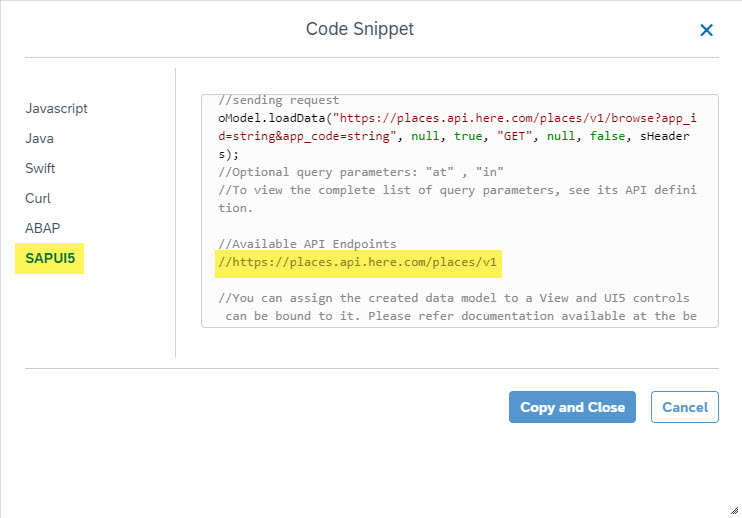 Code Snippet
Javascript
Java
Swift
Curl
ABAP
SAPUI5
//sending request
oModel.loadData("https://places.api.here.com/places/v1/browse?app_i
d=string&app_code=string", null, true, "GET", null, false, sHeader
s);
//Optional query parameters: "at" , "in"
//To view the complete list of query parameters, see its API defini
tion.
//Available API Endpoints
//https://places.api.here.com/places/v1
//You can assign the created data model to a View and UI5 controls
can be bound to it. Please refer documentation available at the be
Copy and Close
Cancel